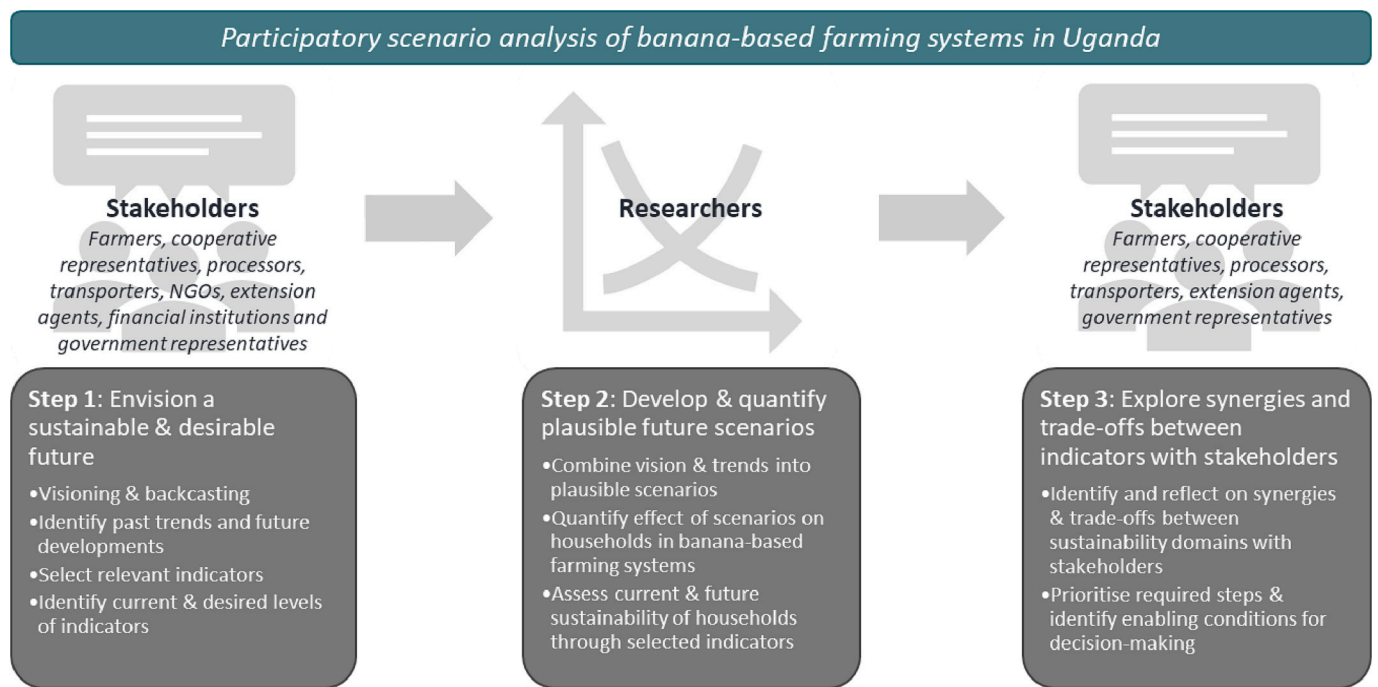 Participatory scenario analysis of banana-based farming systems in Uganda
Stakeholders
Farmers, cooperative
representatives, processors,
transporters, NGOs, extension
agents, financial institutions and
government representatives
Step 1: Envision a
sustainable & desirable
future
•Visioning & backcasting
•Identify past trends and future
developments
•Select relevant indicators
•Identify current & desired levels
of indicators
Researchers
Step 2: Develop & quantify
plausible future scenarios
•Combine vision & trends into
plausible scenarios
•Quantify effect of scenarios on
households in banana-based
farming systems
•Assess current & future
sustainability of households
through selected indicators
Stakeholders
Farmers, cooperative
representatives, processors,
transporters, extension agents,
government representatives
Step 3: Explore synergies and
trade-offs between
indicators with stakeholders
•Identify and reflect on synergies
& trade-offs between
sustainability domains with
stakeholders
•Prioritise required steps &
identify enabling conditions for
decision-making